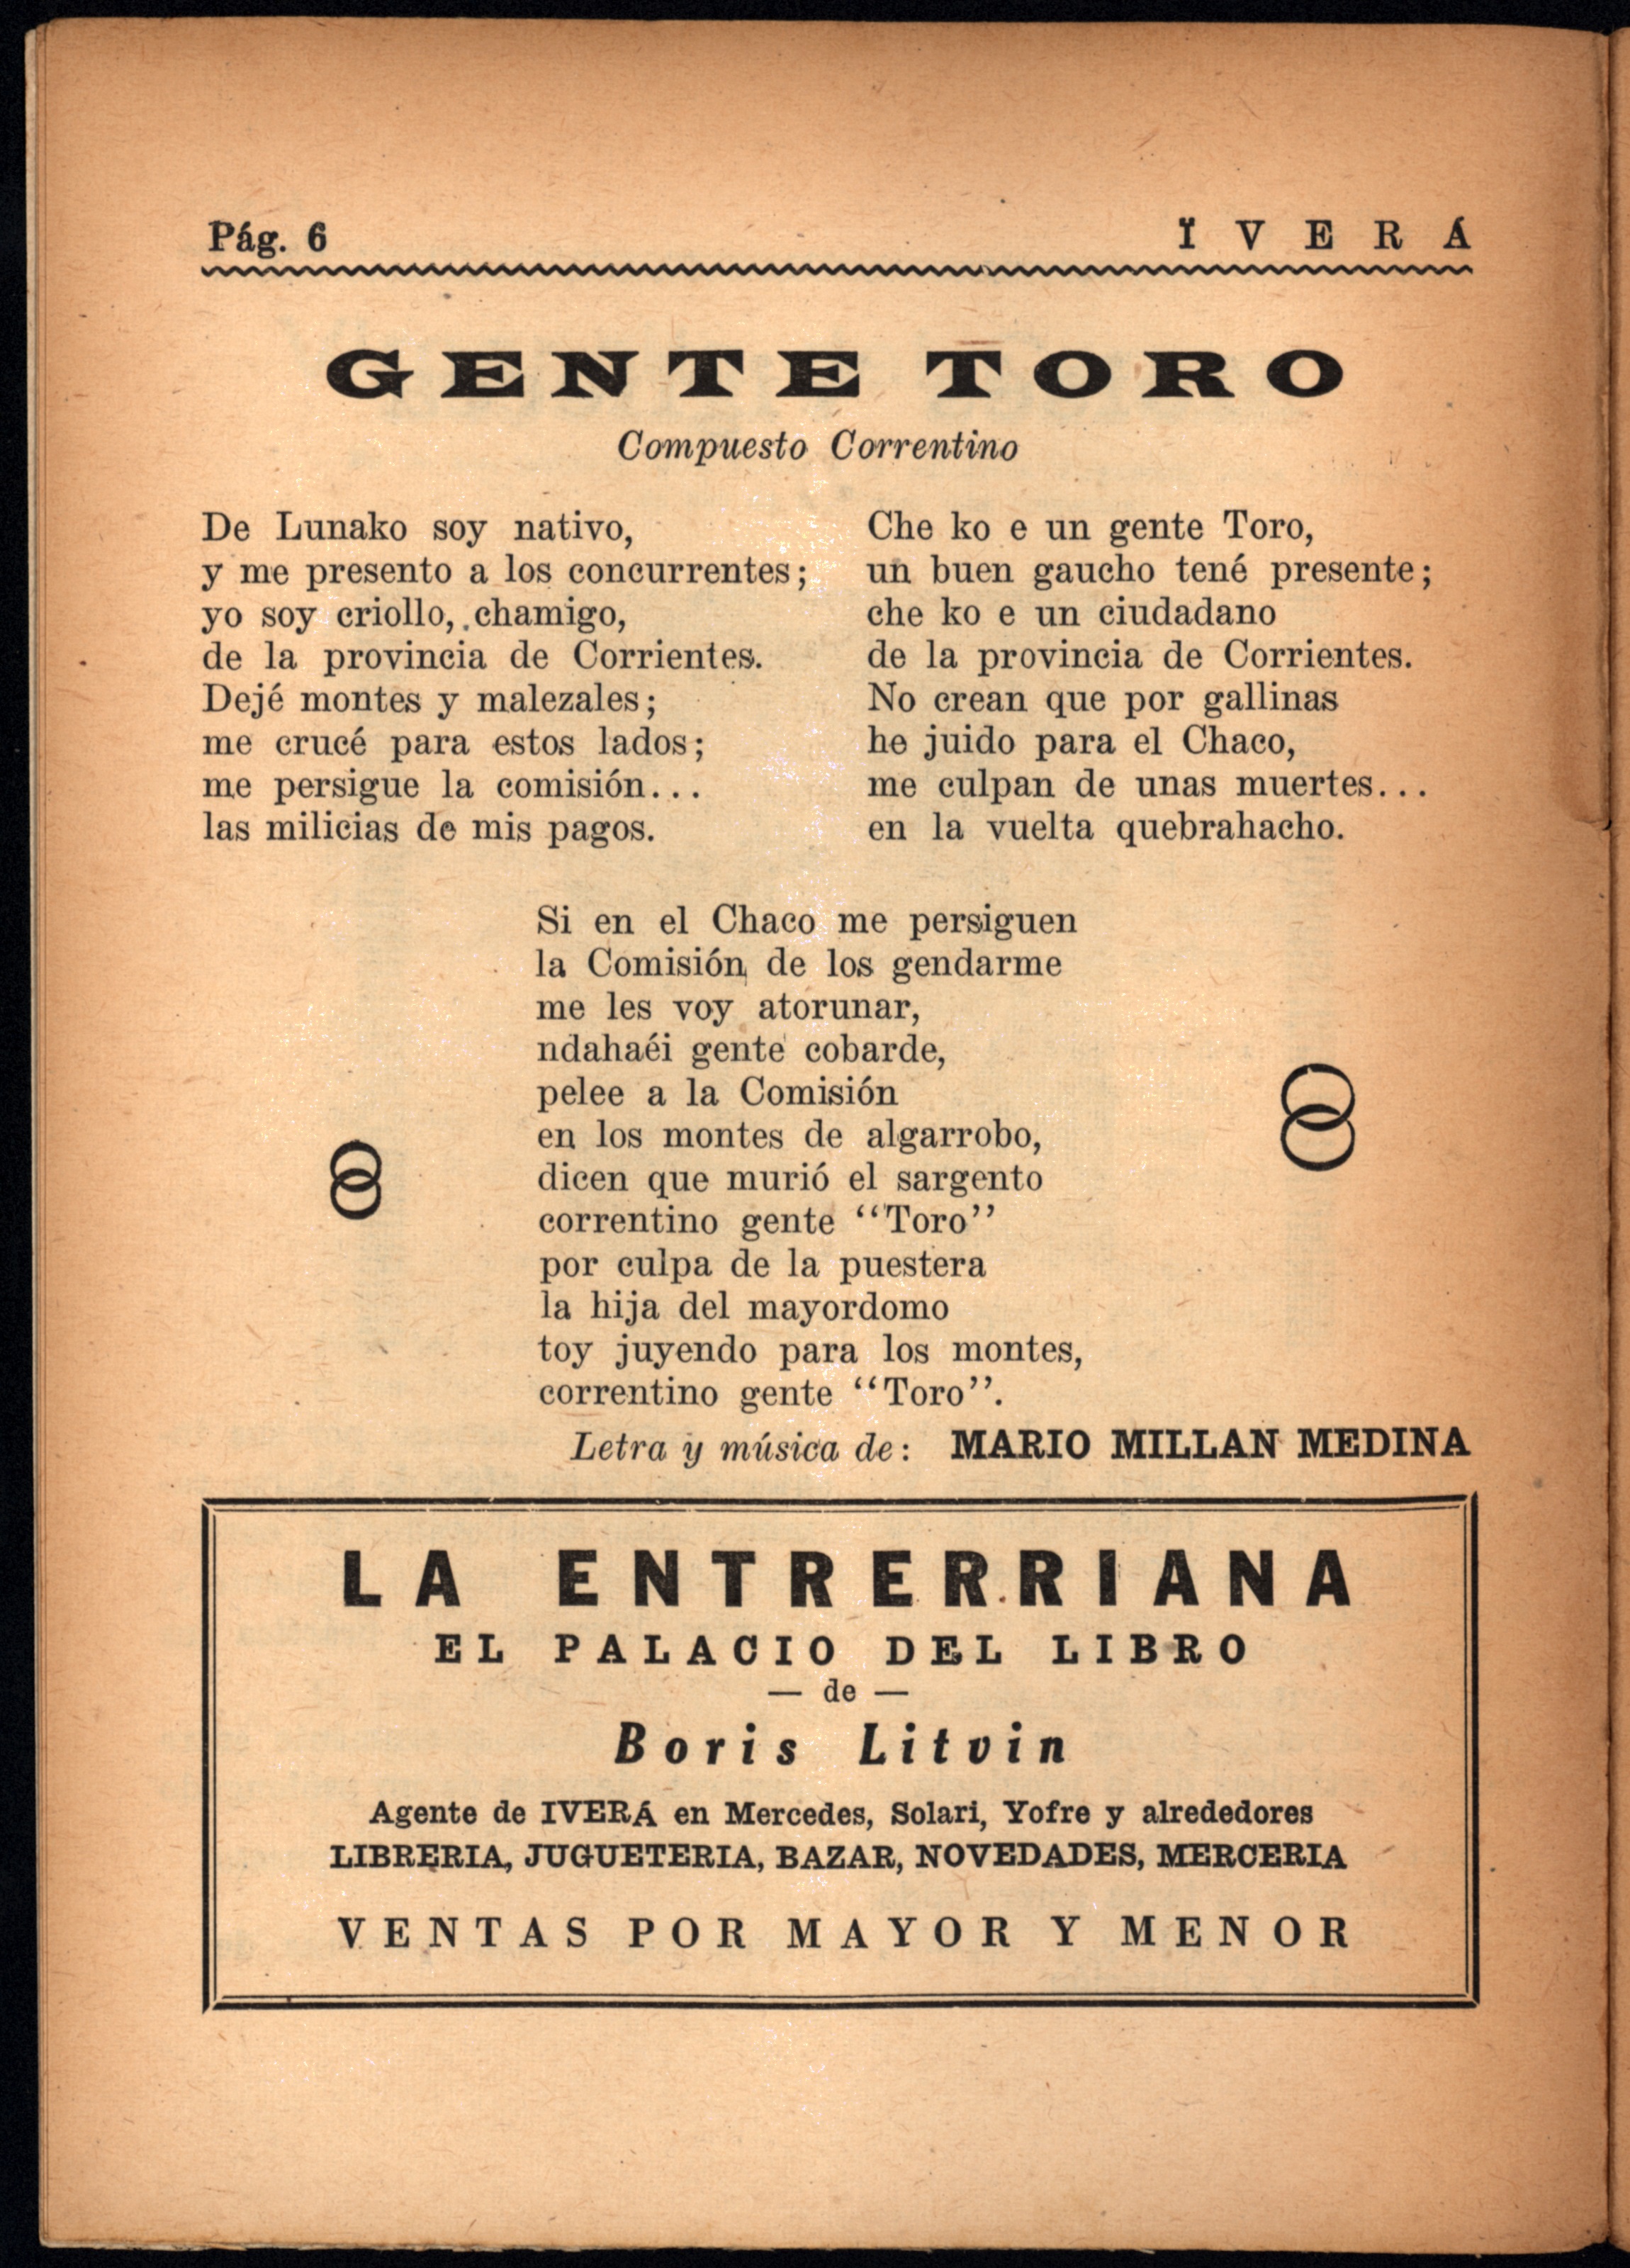 Pág. 6
ÏVERÁ
GENTE TORO
Compuesto Correntino
De Lunako soy nativo,
y me presento a los concurrentes;
yo soy criollo, chamigo,
de la provincia de Corrientes.
Dejé montes y malezales;
me crucé para estos lados;
me persigue la comisión...
las milicias de mis pagos.
Che ko e un gente Toro,
un buen gaucho tené presente;
che ko e un ciudadano
de la provincia de Corrientes.
No crean que por gallinas
he juido para el Chaco,
me culpan de unas muertes...
en la vuelta quebrahacho.
Si en el Chaco me persiguen
la Comisión de los gendarme
me les voy atorunar,
ndahaéi gente cobarde,
pelee a la Comisión
en los montes de algarrobo,
dicen que murió el sargento
correntino gente "Toro"
por culpa de la puestera
la hija del mayordomo
toy juyendo para los montes,
correntino gente "Toro".
Letra y música de: MARIO MILLAN MEDINA
LA ENTRERRIANA
EL PALACIO DEL LIBRO
— de —
Boris Litvin
Agente de IVERÁ en Mercedes, Solari, Yofre y alrededores
LIBRERIA, JUGUETERIA, BAZAR, NOVEDADES, MERCERIA
VENTAS POR MAYOR Y MENOR